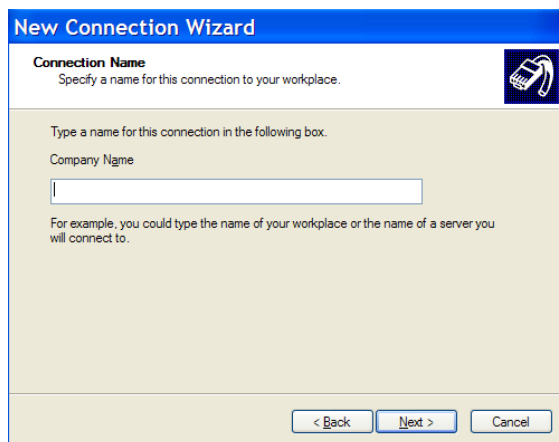 New Connection Wizard
Connection Name
Specify a name for this connection to your workplace.
Type a name for this connection in the following box.
Company Name
For example, you could type the name of your workplace or the name of a server you
will connect to.
< Back
Next >
Cancel